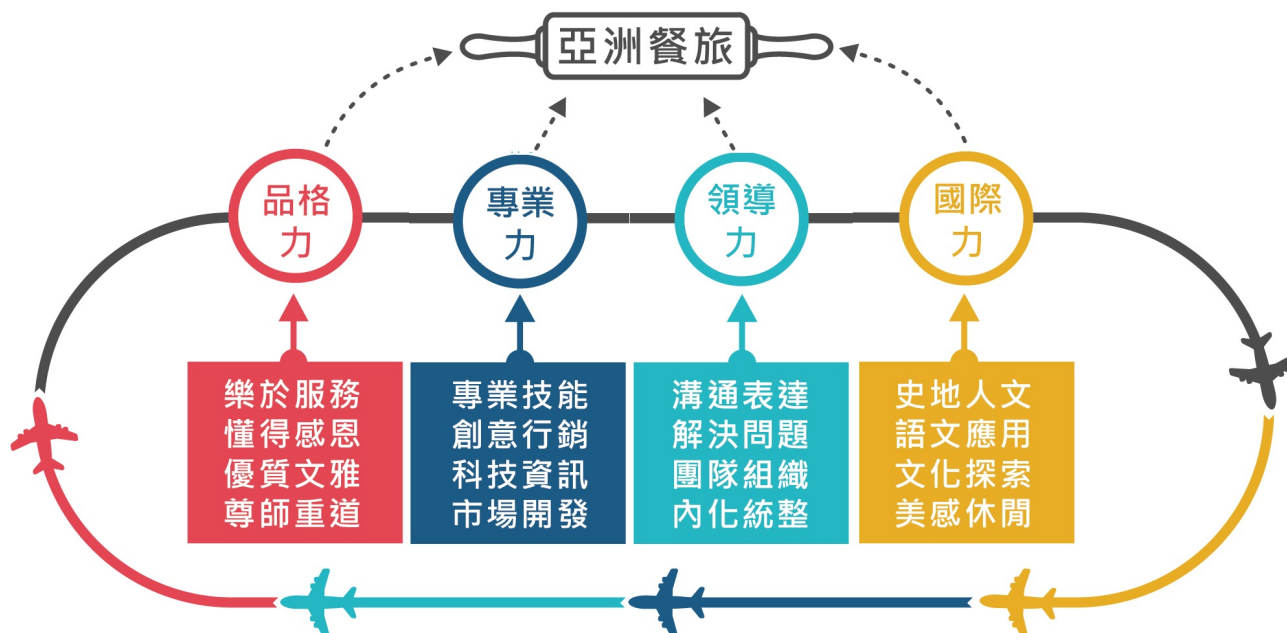 亞洲餐旅
品格
力
專業
力
領導
力
國際
力
樂於服務
懂得感恩
優質文雅
尊師重道
專業技能
創意行銷
科技資訊
市場開發
溝通表達
解決問題
團隊組織
內化統整
史地人文
語文應用
文化探索
美感休閒